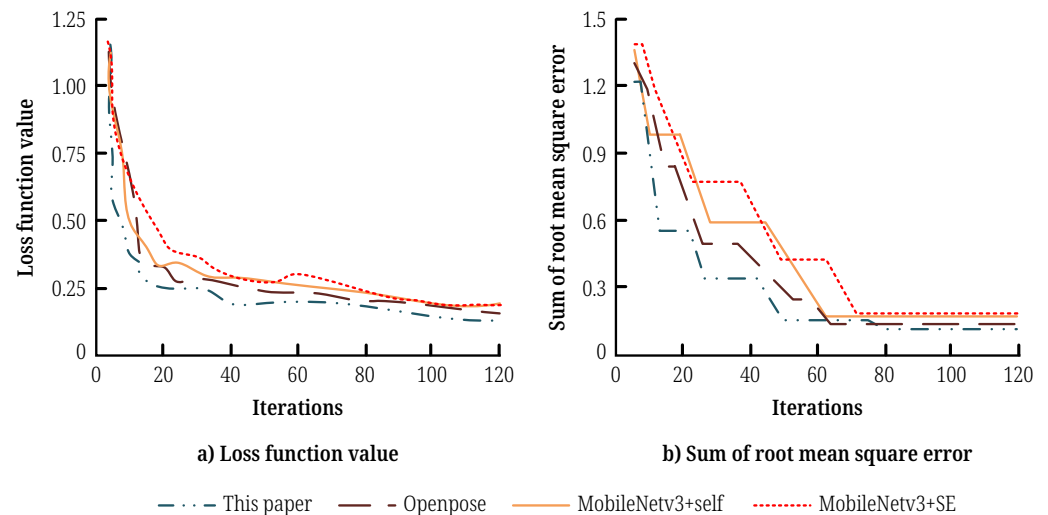 1.25
1.00
0.75
0.50
0.25
0
Loss function value
0 20 40 60 80 100 120
Iterations
a) Loss function value
1.5
1.2
0.9
0.6
0.3
0
Sum of root mean square error
0 20 40 60 80 100 120
Iterations
b) Sum of root mean square error
This paper Openpose MobileNetv3+self MobileNetv3+SE